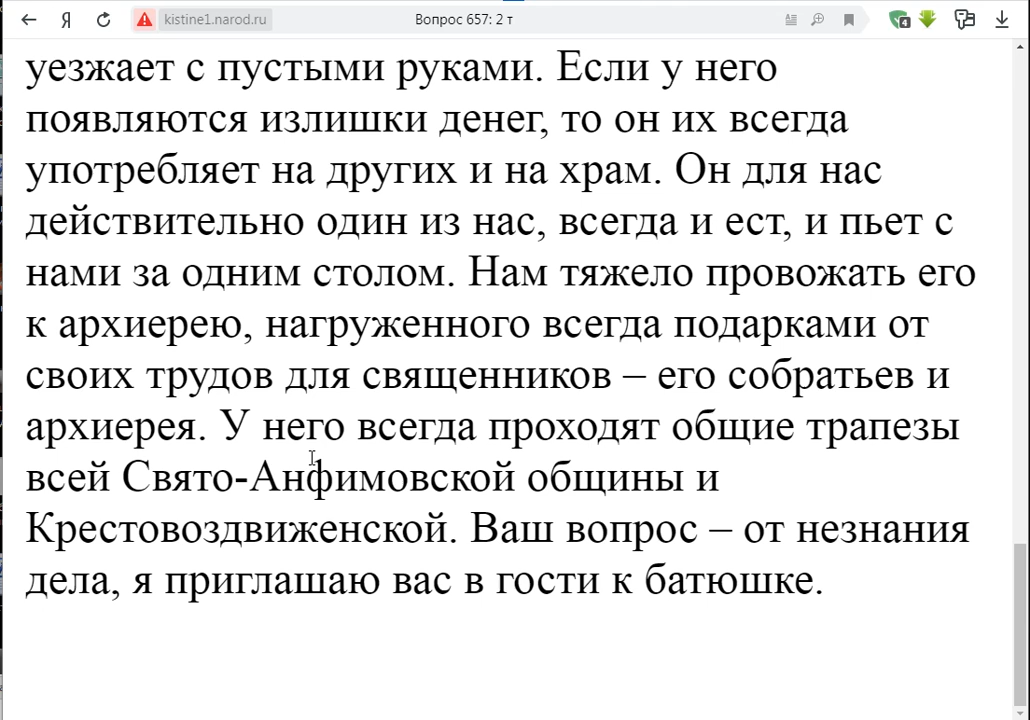 kistine1.narod.ru
Вопрос 657: 2 т
4
уезжает с пустыми руками. Если у него
появляются излишки денег, то он их всегда
употребляет на других и на храм. Он для нас
действительно один из нас, всегда и ест, и пьет с
нами за одним столом. Нам тяжело провожать его
к архиерею, нагруженного всегда подарками от
своих трудов для священников – его собратьев и
архиерея. У него всегда проходят общие трапезы
всей Свято-Анфимовской общины и
Крестовоздвиженской. Ваш вопрос – от незнания
дела, я приглашаю вас в гости к батюшке.